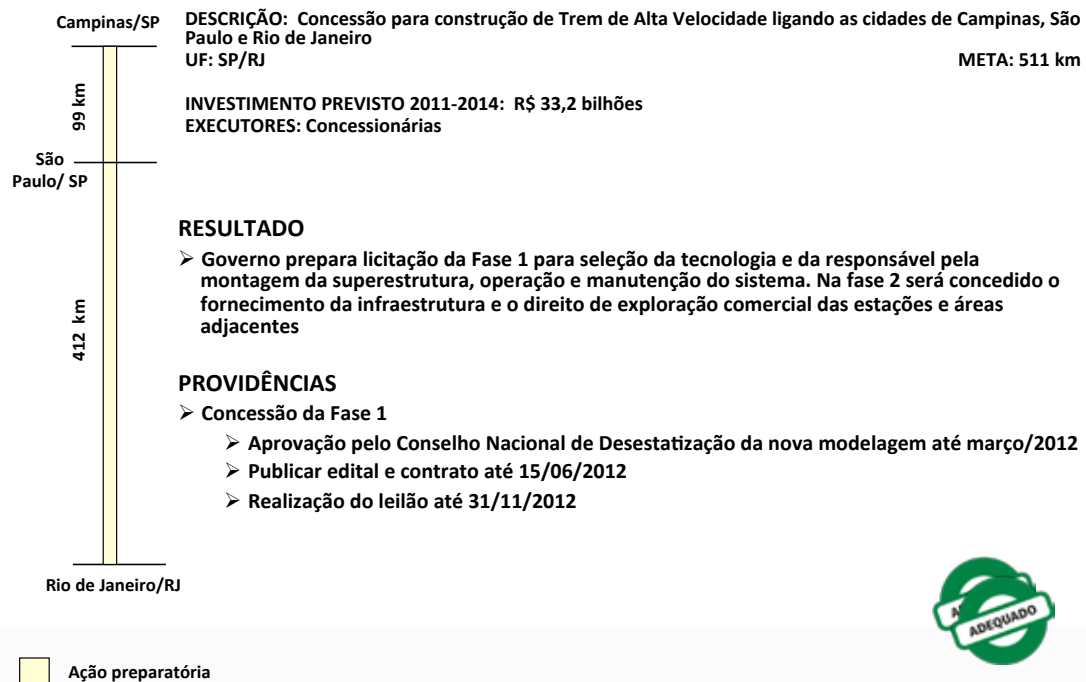 Campinas/SP
99 km
São
Paulo/ SP
412 km
Rio de Janeiro/RJ
DESCRIÇÃO: Concessão para construção de Trem de Alta Velocidade ligando as cidades de Campinas, São
Paulo e Rio de Janeiro
UF: SP/RJ
META: 511 km
INVESTIMENTO PREVISTO 2011-2014: R$ 33,2 bilhões
EXECUTORES: Concessionárias
RESULTADO
➢ Governo prepara licitação da Fase 1 para seleção da tecnologia e da responsável pela
montagem da superestrutura, operação e manutenção do sistema. Na fase 2 será concedido o
fornecimento da infraestrutura e o direito de exploração comercial das estações e áreas
adjacentes
PROVIDÊNCIAS
➢ Concessão da Fase 1
➢ Aprovação pelo Conselho Nacional de Desestatização da nova modelagem até março/2012
➢ Publicar edital e contrato até 15/06/2012
➢ Realização do leilão até 31/11/2012
ADEQUADO
Ação preparatória